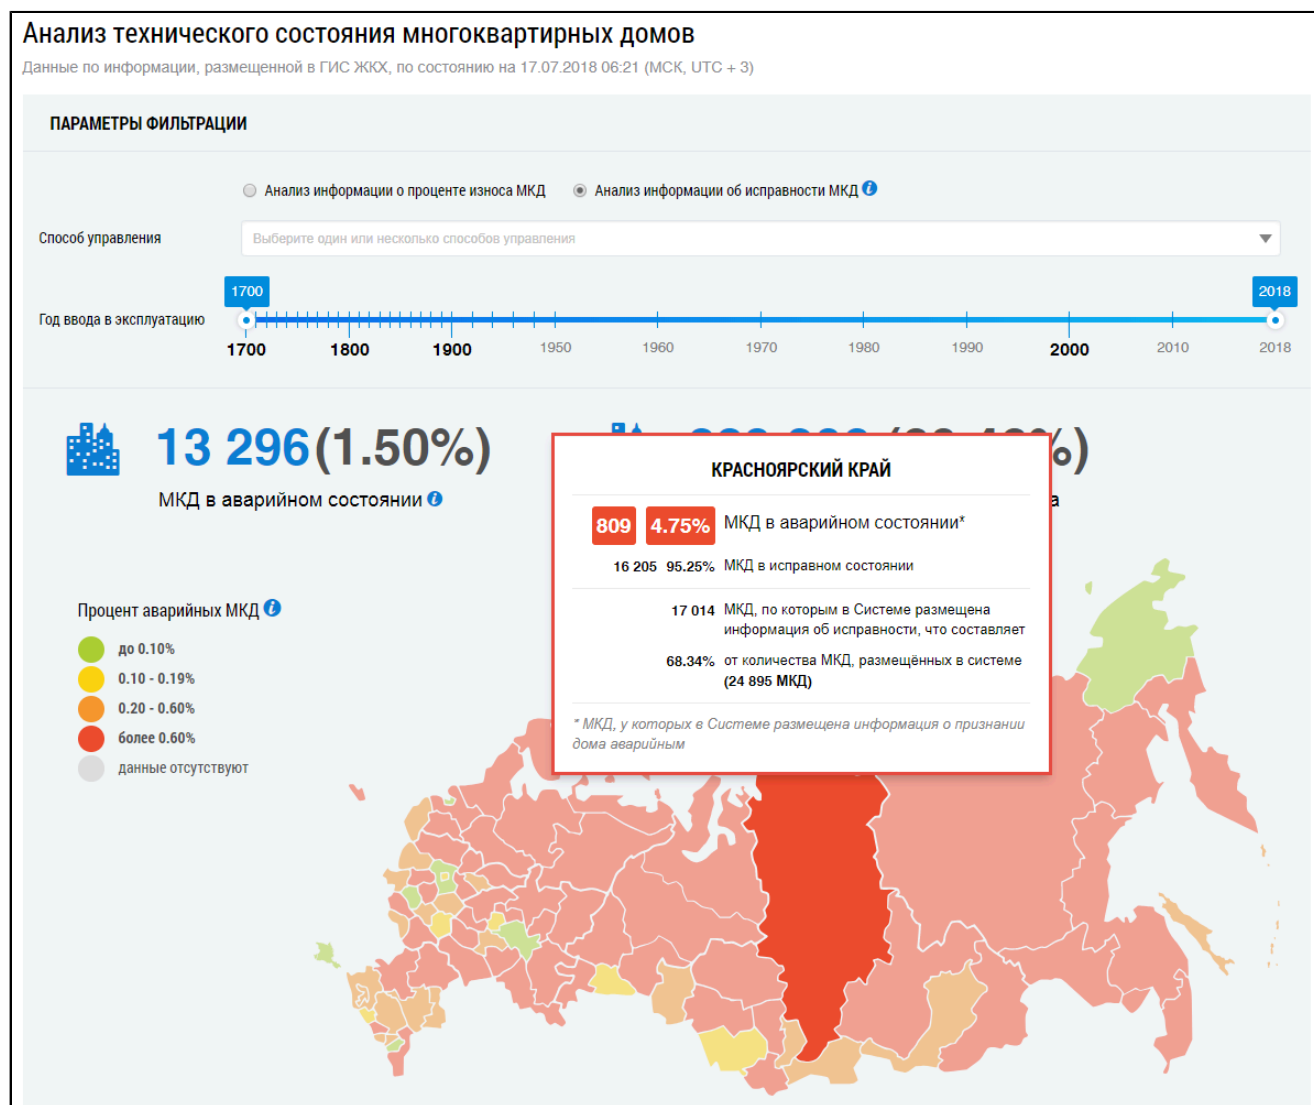 Анализ технического состояния многоквартирных домов
Данные по информации, размещенной в ГИС ЖКХ, по состоянию на 17.07.2018 06:21 (МСК, UTC + 3)
ПАРАМЕТРЫ ФИЛЬТРАЦИИ
Анализ информации о проценте износа МКД Анализ информации об исправности МКД i
Способ управления Выберите один или несколько способов управления
1700 2018
Год ввода в эксплуатацию
1700 1800 1900 1950 1960 1970 1980 1990 2000 2010 2018
13 296 (1.50%) %)
МКД в аварийном состоянии i а
КРАСНОЯРСКИЙ КРАЙ
809 4.75% МКД в аварийном состоянии*
16 205 95.25% МКД в исправном состоянии
17 014 МКД, по которым в Системе размещена
информация об исправности, что составляет
68.34% от количества МКД, размещённых в системе
(24 895 МКД)
* МКД, у которых в Системе размещена информация о признании
дома аварийным
Процент аварийных МКД i
до 0.10%
0.10 - 0.19%
0.20 - 0.60%
более 0.60%
данные отсутствуют